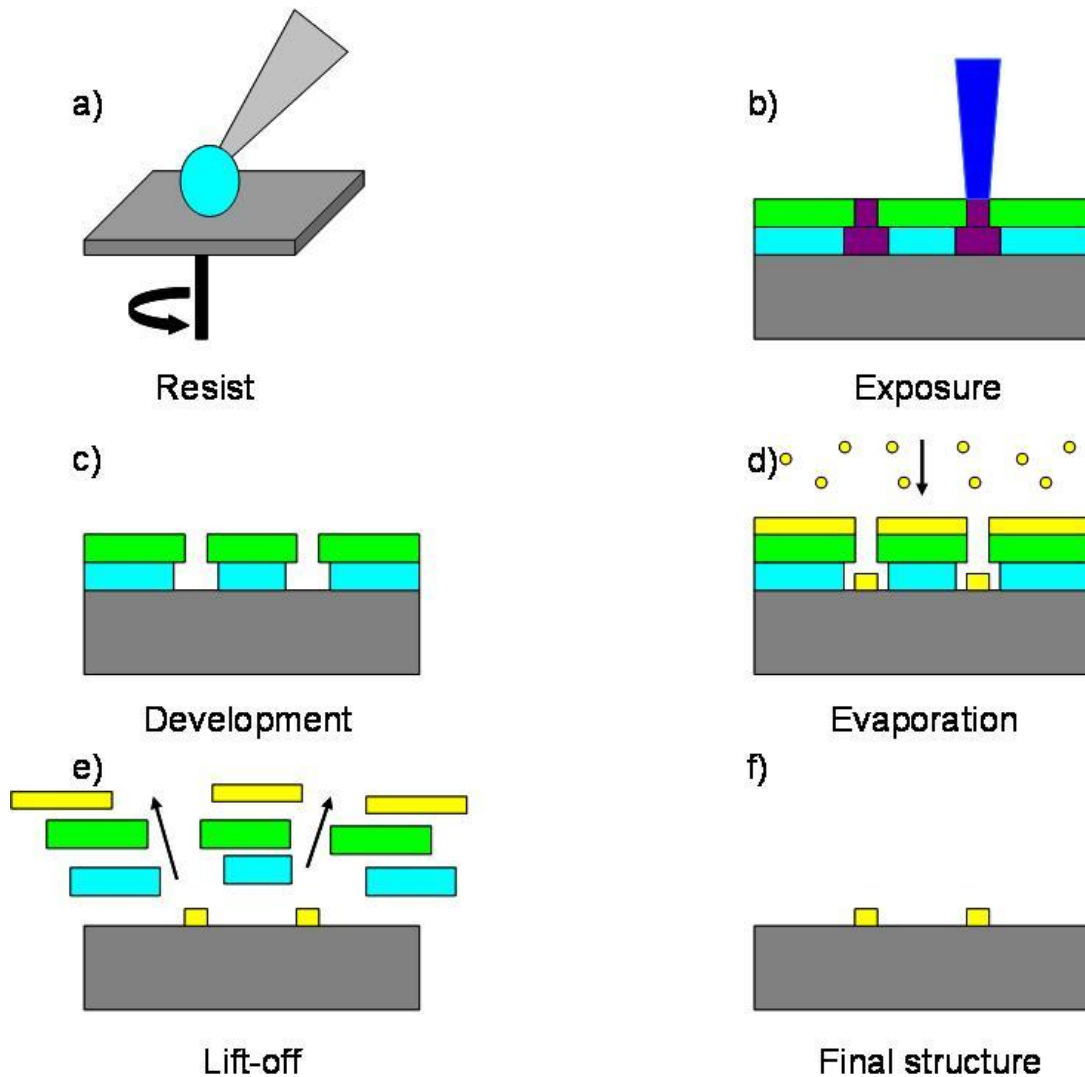 a)
b)
Resist
Exposure
c)
d)
Development
Evaporation
e)
f)
Lift-off
Final structure